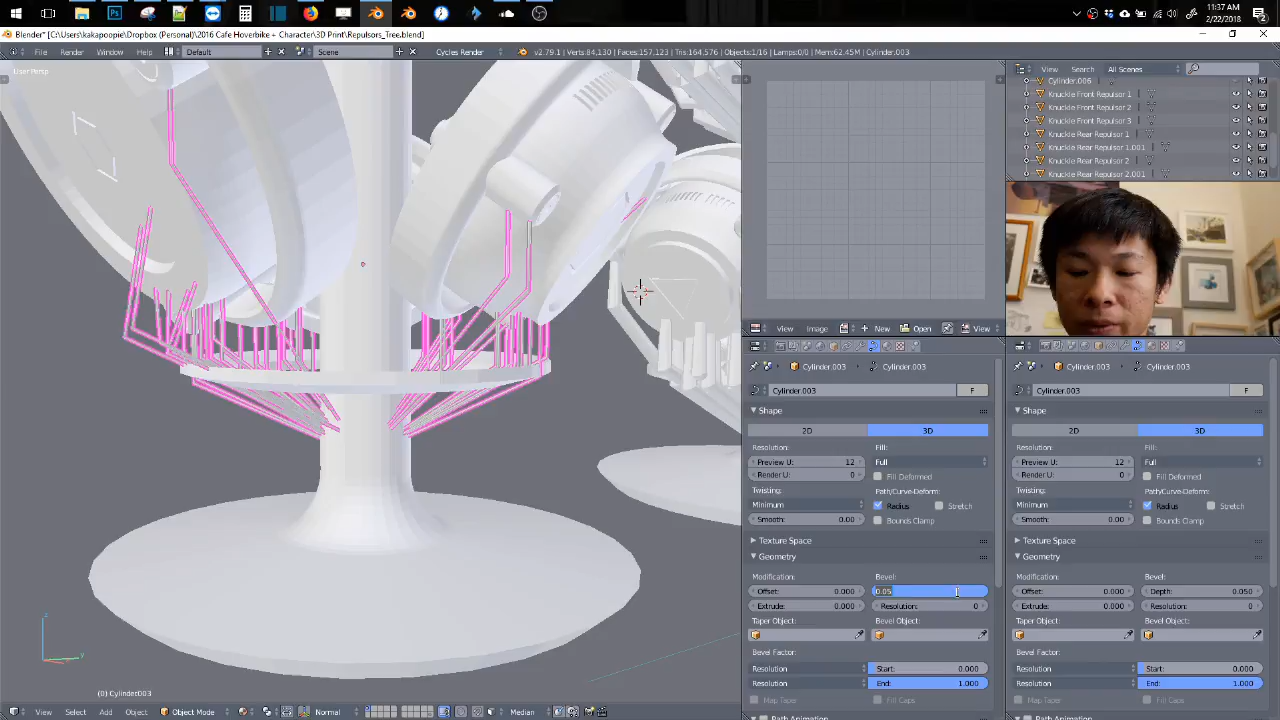 11:37 AM
2/22/2018
Blender* [C:\Users\kakapoopie\Dropbox (Personal)\2016 Cafe Hoverbike + Character\3D Print\Repulsors_Tree.blend]
File Render Window Help Default Scene Cycles Render v2.79.1 | Verts:84,130 | Faces:157,123 | Tris:164,576 | Objects:1/16 | Lamps:0/0 | Mem:62.45M | Cylinder.003
User Persp
View Search All Scenes
Cylinder.006
Knuckle Front Repulsor 1
Knuckle Front Repulsor 2
Knuckle Front Repulsor 3
Knuckle Rear Repulsor 1
Knuckle Rear Repulsor 1.001
Knuckle Rear Repulsor 2
Knuckle Rear Repulsor 2.001
View Image New Open View
Cylinder.003 Cylinder.003
Cylinder.003 F
Shape
2D 3D
Resolution: Fill:
Preview U: 12 Full
Render U: 0 Fill Deformed
Twisting: Path/Curve-Deform:
Minimum Radius Stretch
Smooth: 0.00 Bounds Clamp
Texture Space
Geometry
Modification: Bevel:
Offset: 0.000 0.05
Extrude: 0.000 Resolution: 0
Taper Object: Bevel Object:
Bevel Factor:
Resolution Start: 0.000
Resolution End: 1.000
Map Taper Fill Caps
Path Animation
Cylinder.003 Cylinder.003
Cylinder.003 F
Shape
2D 3D
Resolution: Fill:
Preview U: 12 Full
Render U: 0 Fill Deformed
Twisting: Path/Curve-Deform:
Minimum Radius Stretch
Smooth: 0.00 Bounds Clamp
Texture Space
Geometry
Modification: Bevel:
Offset: 0.000 Depth: 0.050
Extrude: 0.000 Resolution: 0
Taper Object: Bevel Object:
Bevel Factor:
Resolution Start: 0.000
Resolution End: 1.000
Map Taper Fill Caps
Path Animation
(0) Cylinder003
View Select Add Object Object Mode Normal Median